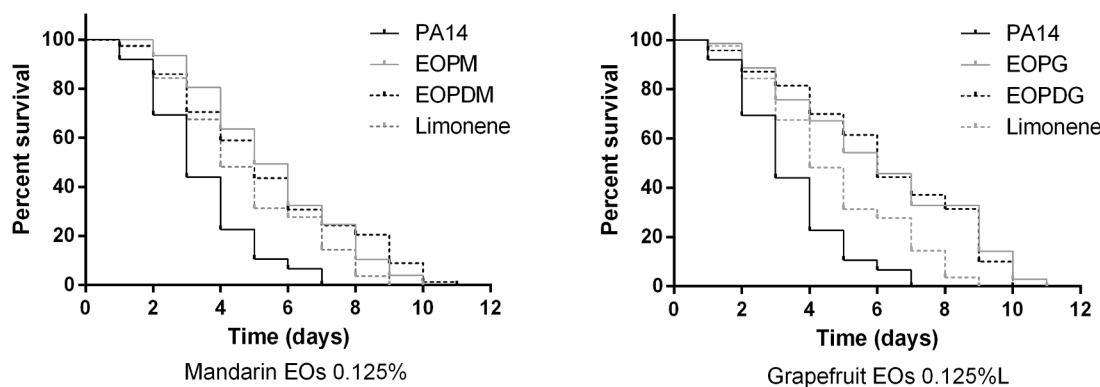 PA14
EOPM
EOPDM
Limonene
Percent survival
100
80
60
40
20
0
0 2 4 6 8 10 12
Time (days)
Mandarin EOs 0.125%
PA14
EOPG
EOPDG
Limonene
Percent survival
100
80
60
40
20
0
0 2 4 6 8 10 12
Time (days)
Grapefruit EOs 0.125%L